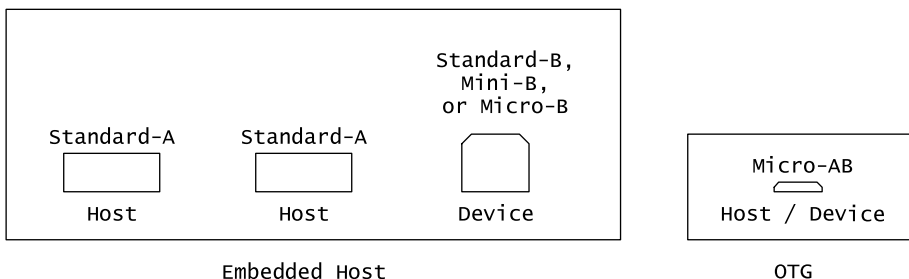 Standard-B,
Mini-B,
or Micro-B
Standard-A
Standard-A
Host
Host
Device
Embedded Host
Micro-AB
Host / Device
OTG